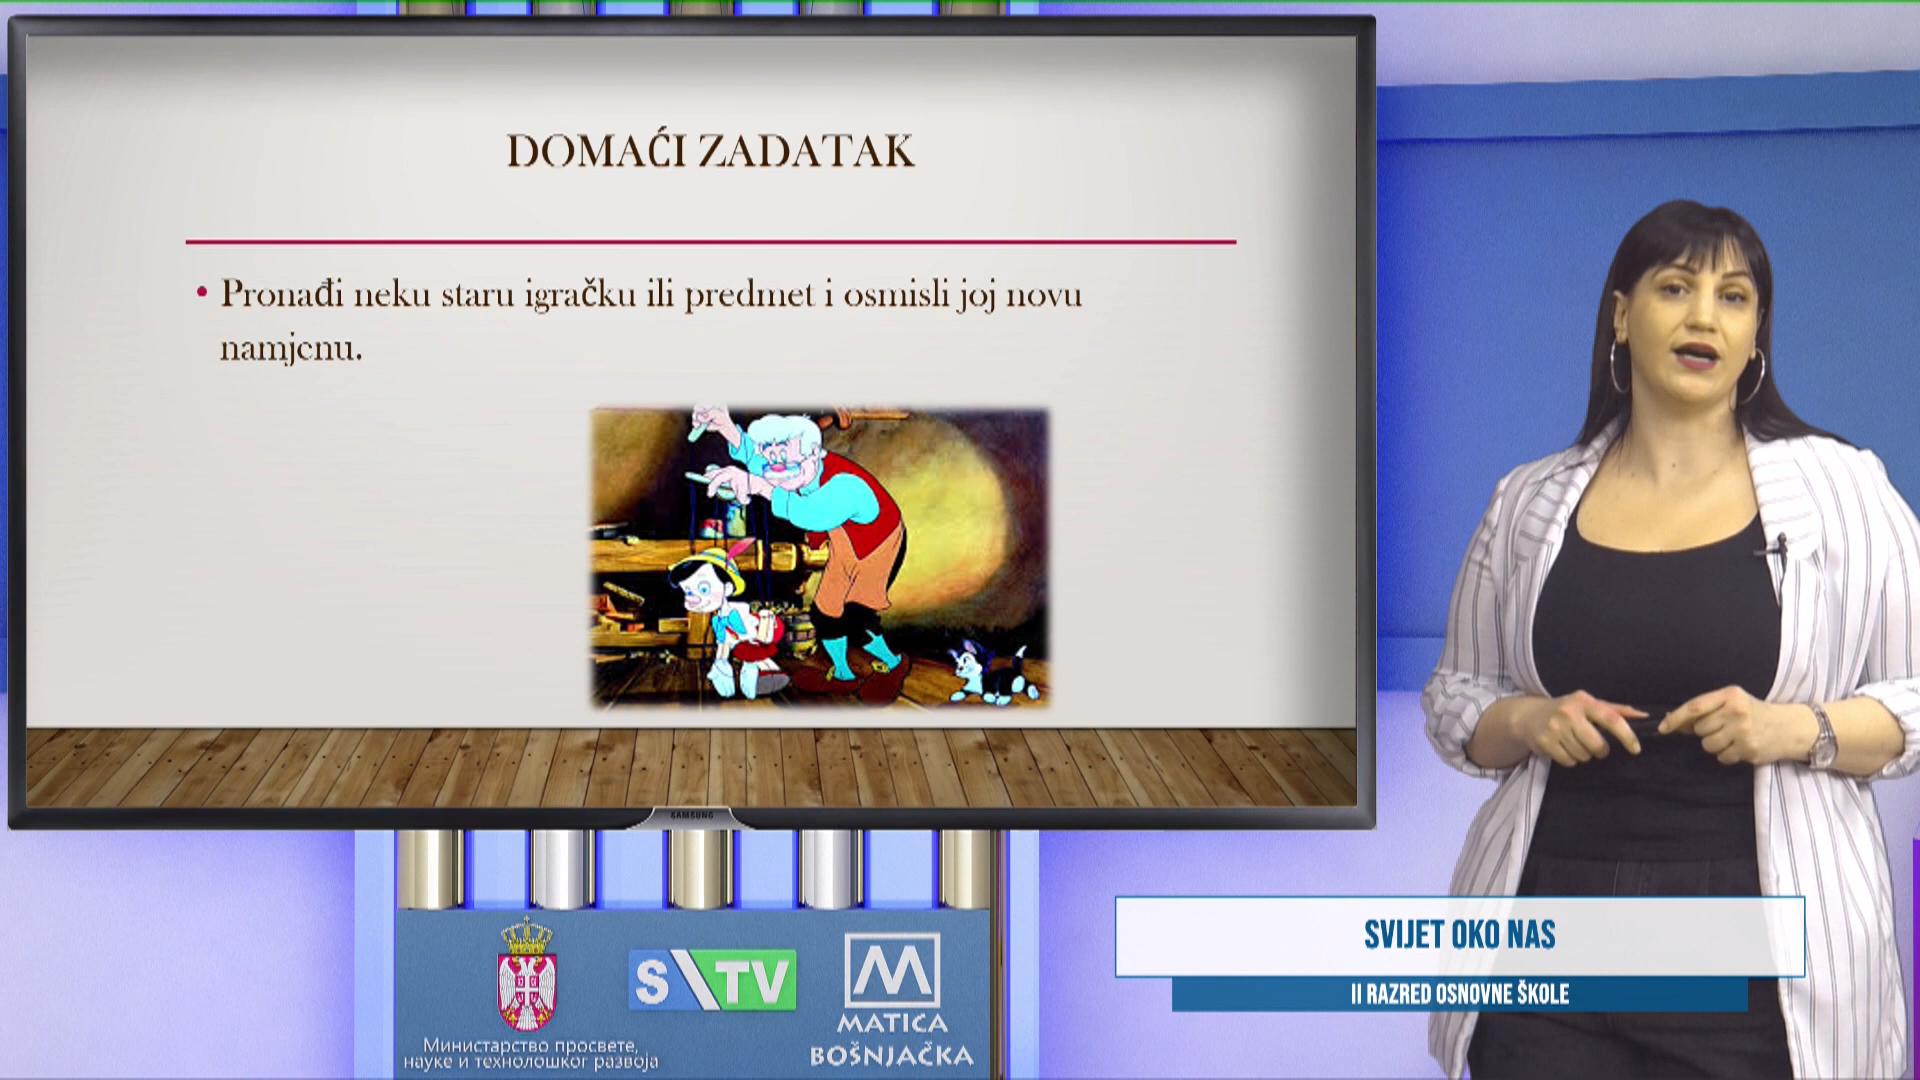 DOMAĆI ZADATAK
• Pronađi neku staru igračku ili predmet i osmisli joj novu
namjenu.
SAMSUNG
SVIJET OKO NAS
II RAZRED OSNOVNE ŠKOLE
Министарство просвете,
науке и технолошког развоја
S TV
MATICA
BOŠNJAČKA